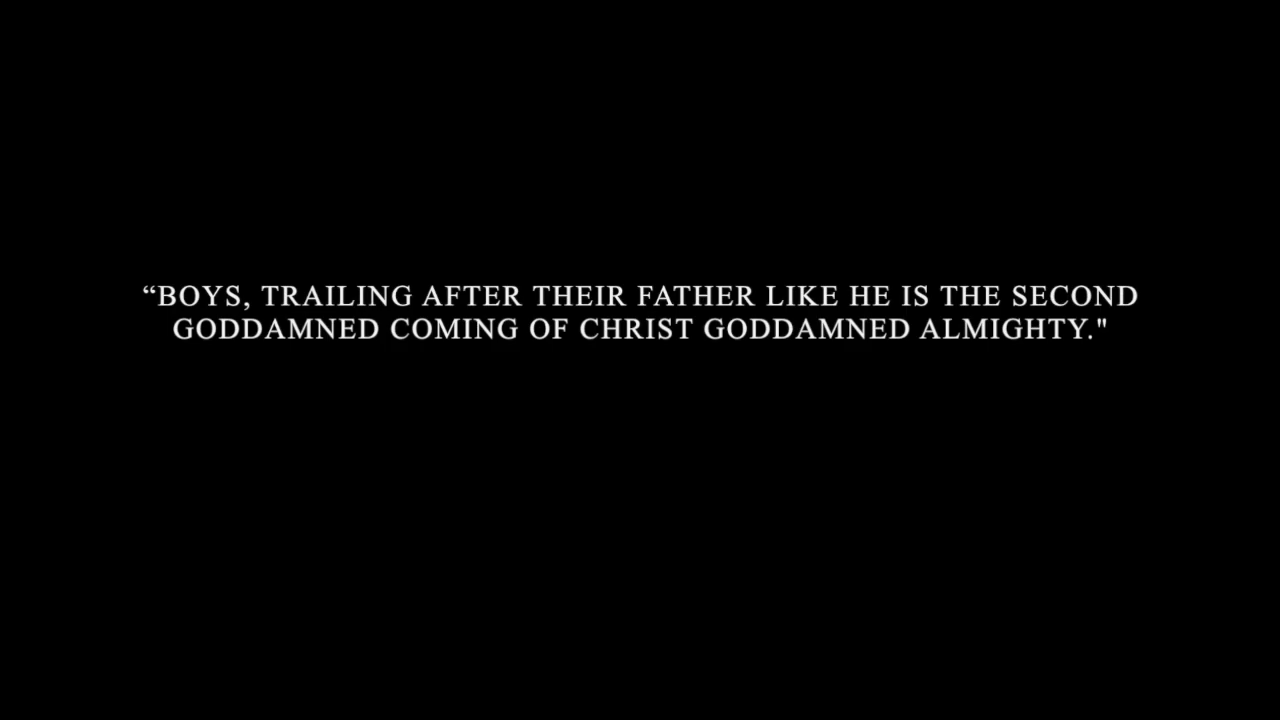 “BOYS, TRAILING AFTER THEIR FATHER LIKE HE IS THE SECOND
GODDAMNED COMING OF CHRIST GODDAMNED ALMIGHTY."